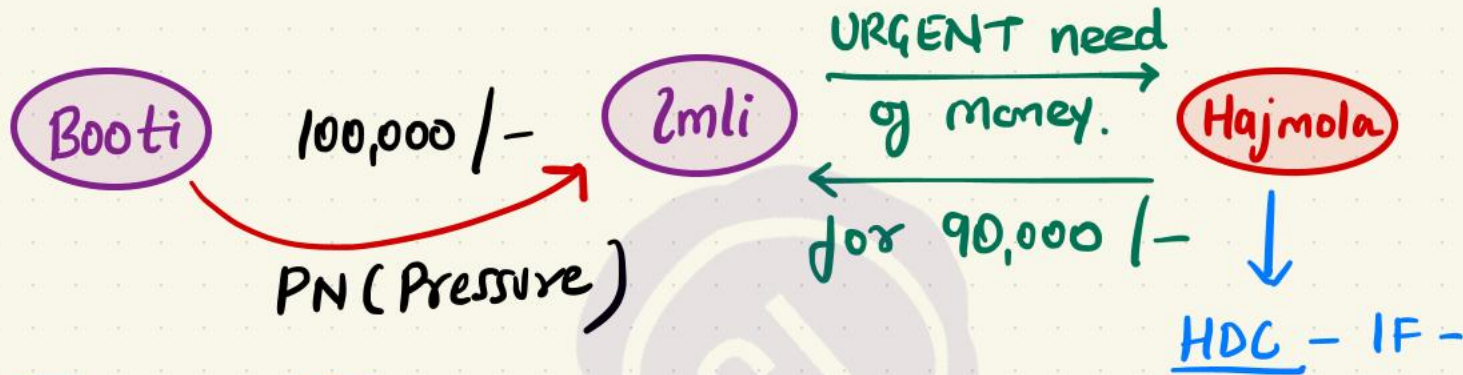 URGENT need
Booti 100,000/- Imli of money. Hajmola
for 90,000/-
PN (Pressure)
HDC - IF -